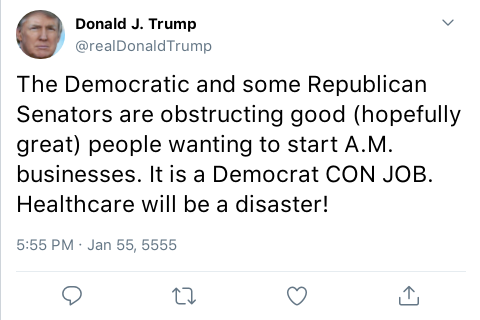 Donald J. Trump
@realDonaldTrump
The Democratic and some Republican
Senators are obstructing good (hopefully
great) people wanting to start A.M.
businesses. It is a Democrat CON JOB.
Healthcare will be a disaster!
5:55 PM · Jan 55, 5555